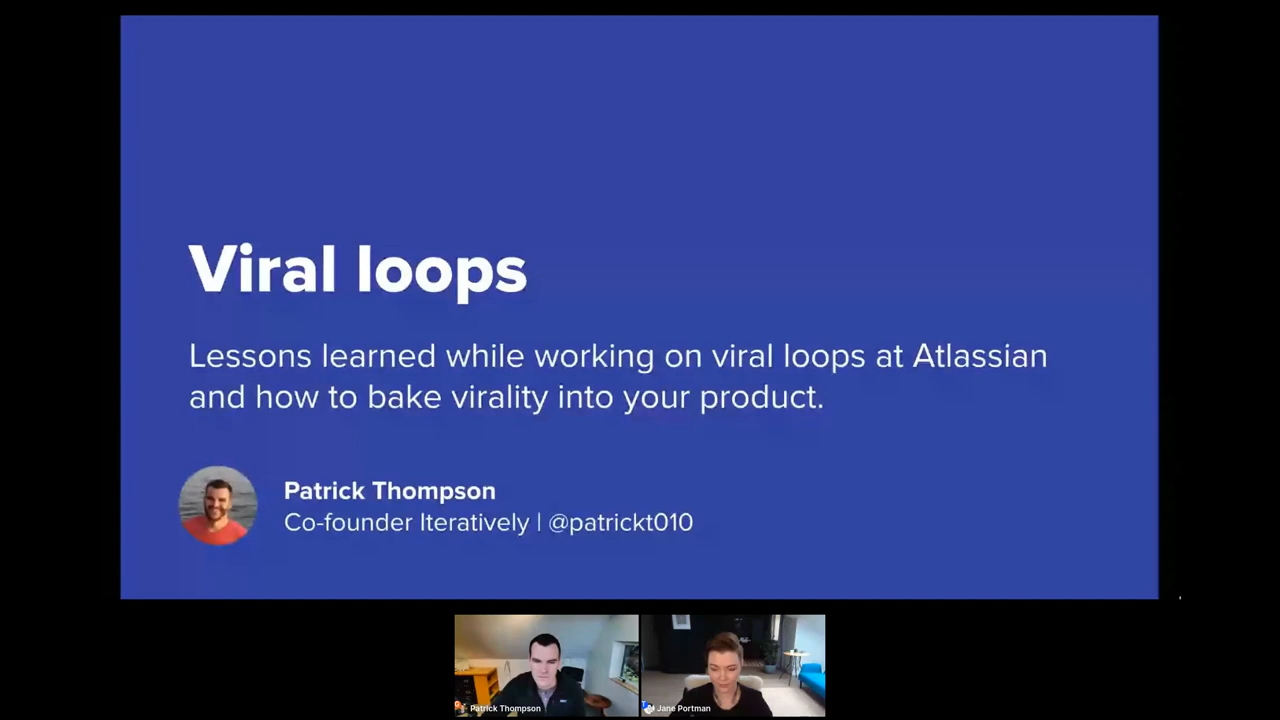 Viral loops
Lessons learned while working on viral loops at Atlassian
and how to bake virality into your product.
Patrick Thompson
Co-founder Iteratively | @patrickt010
Patrick Thompson
Jane Portman